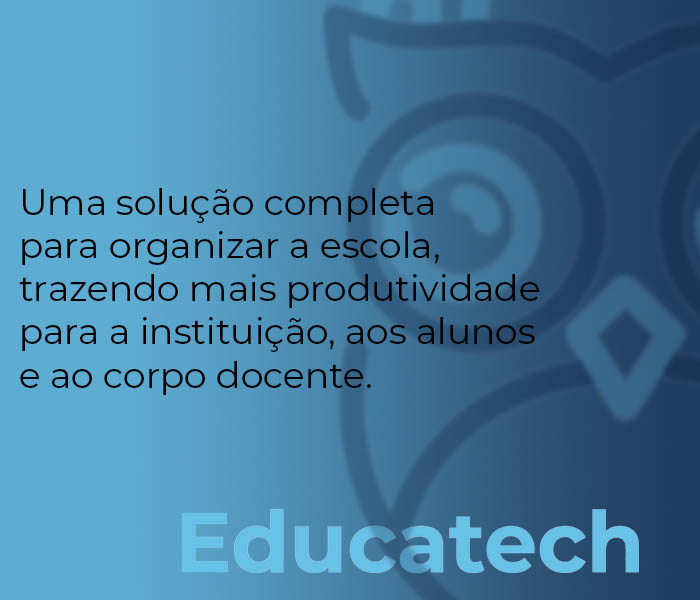 Uma solução completa
para organizar a escola,
trazendo mais produtividade
para a instituição, aos alunos
e ao corpo docente.
Educatech